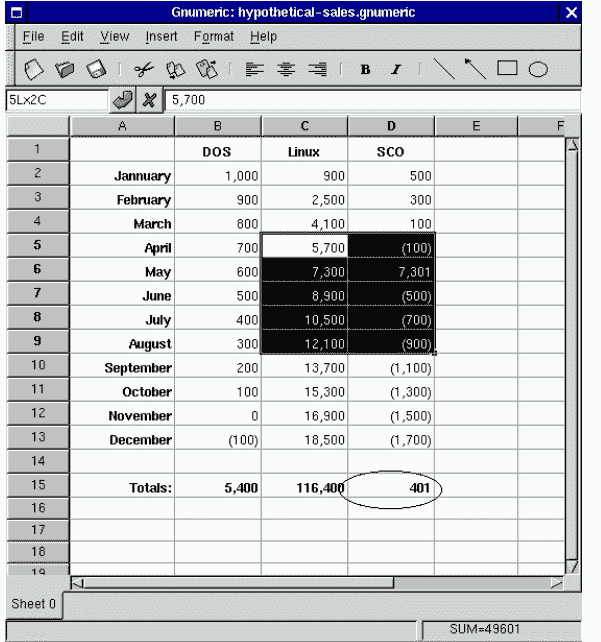 Gnumeric: hypothetical-sales.gnumeric
File Edit View Insert Format Help
B I
5Lx2C 5,700
A B C D E F
1 DOS Linux SCO
2 Jannuary 1,000 900 500
3 February 900 2,500 300
4 March 800 4,100 100
5 April 700 5,700 (100)
6 May 600 7,300 7,301
7 June 500 8,900 (500)
8 July 400 10,500 (700)
9 August 300 12,100 (900)
10 September 200 13,700 (1,100)
11 October 100 15,300 (1,300)
12 November 0 16,900 (1,500)
13 December (100) 18,500 (1,700)
14
15 Totals: 5,400 116,400 401
16
17
18
19
Sheet 0
SUM=49601